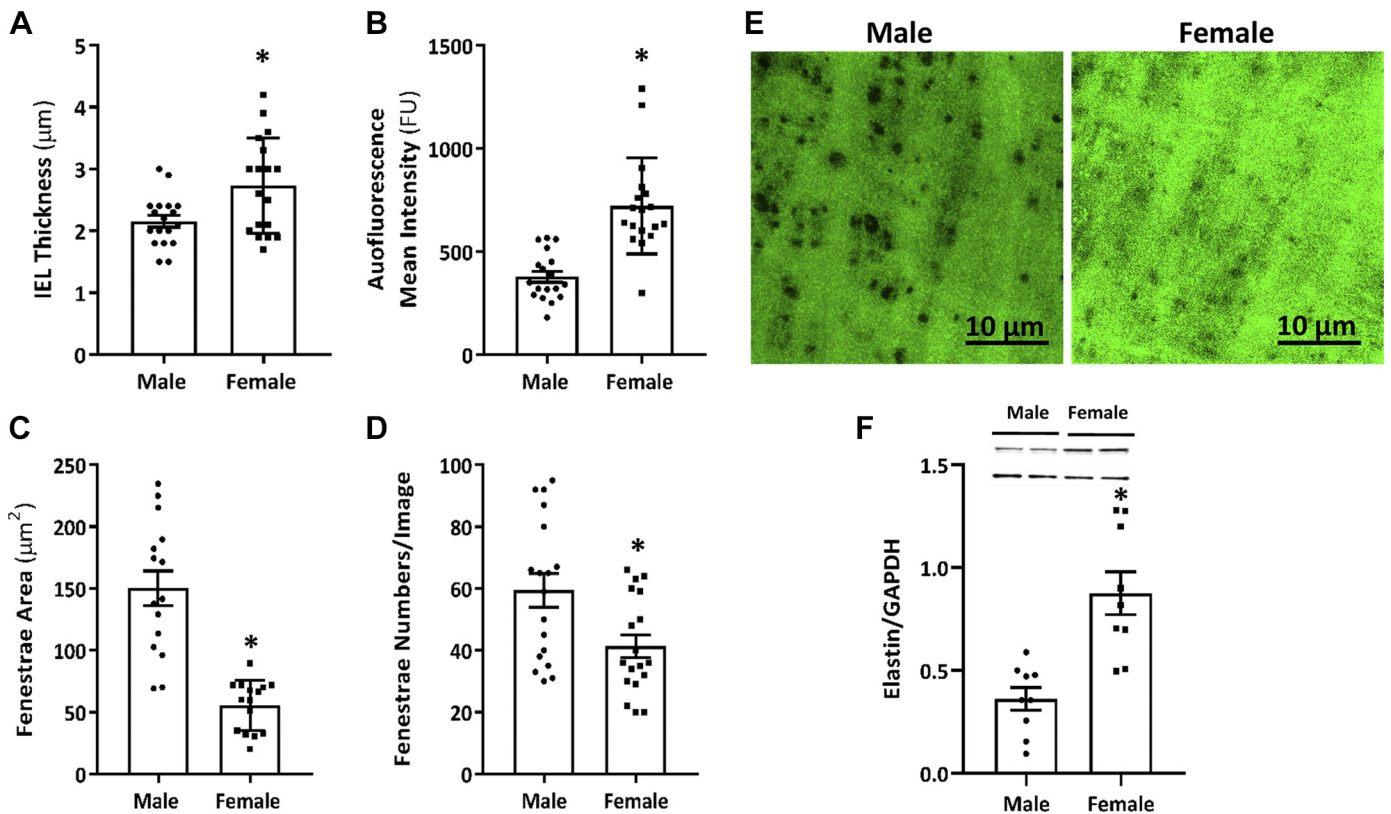 A
IEL Thickness (μm)
5
4
3
2
1
0
*
Male Female
B
Auofluorescence
Mean Intensity (FU)
1500
1000
500
0
*
Male Female
E
Male Female
10 μm 10 μm
C
Fenestrae Area (μm²)
250
200
150
100
50
0
*
Male Female
D
Fenestrae Numbers/Image
100
80
60
40
20
0
*
Male Female
F
Male Female
Elastin/GAPDH
1.5
1.0
0.5
0.0
*
Male Female